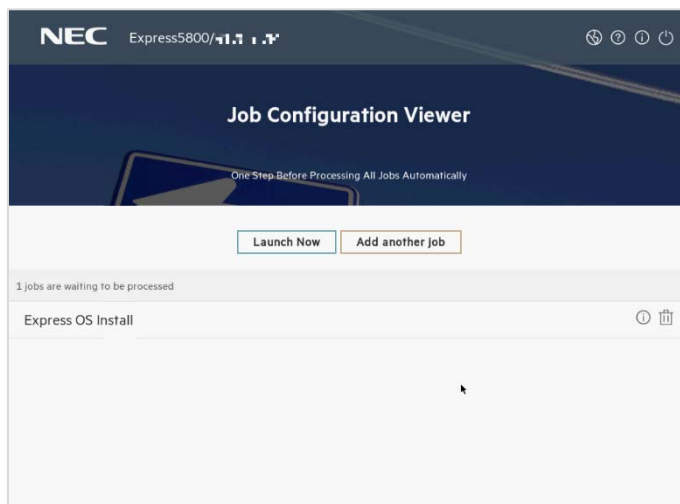 NEC
Express5800/
Job Configuration Viewer
One Step Before Processing All Jobs Automatically
Launch Now
Add another job
1 jobs are waiting to be processed
Express OS Install